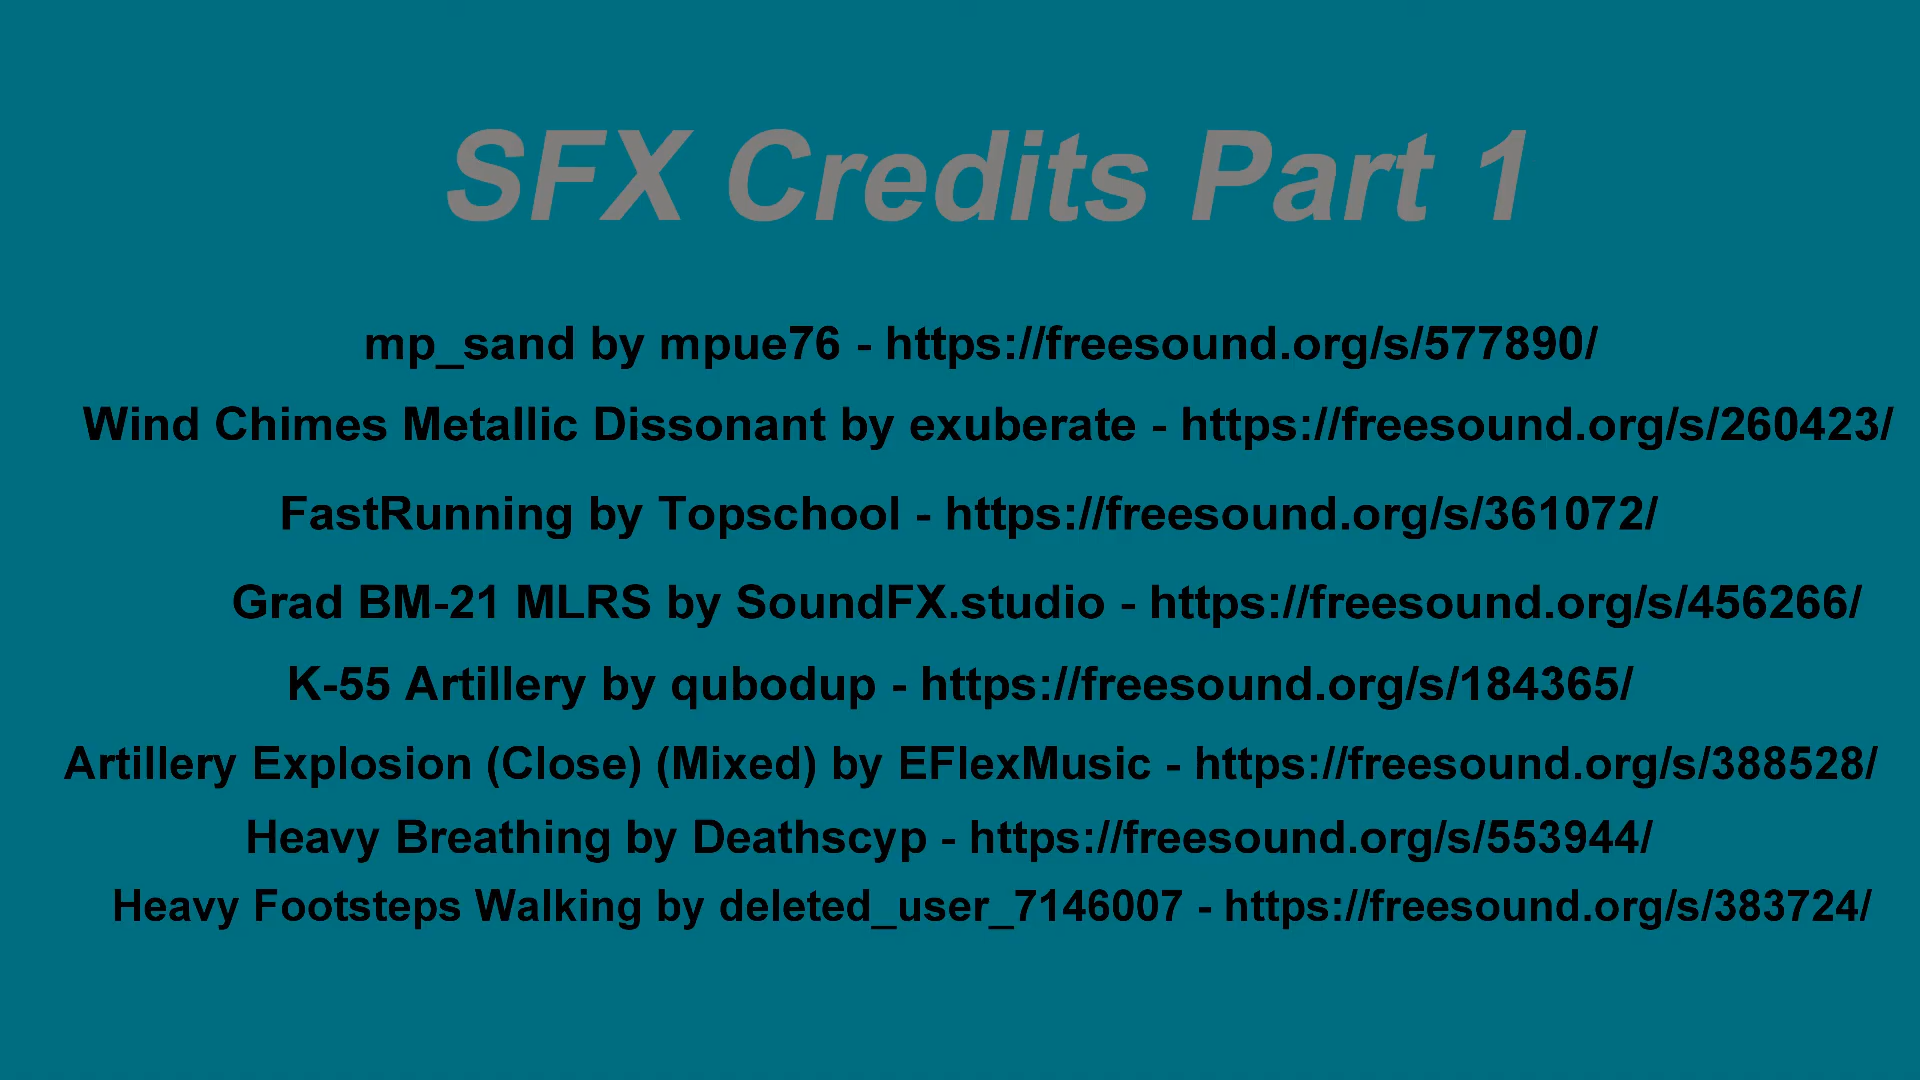 SFX Credits Part 1
mp_sand by mpue76 - https://freesound.org/s/577890/
Wind Chimes Metallic Dissonant by exuberate - https://freesound.org/s/260423/
FastRunning by Topschool - https://freesound.org/s/361072/
Grad BM-21 MLRS by SoundFX.studio - https://freesound.org/s/456266/
K-55 Artillery by qubodup - https://freesound.org/s/184365/
Artillery Explosion (Close) (Mixed) by EFlexMusic - https://freesound.org/s/388528/
Heavy Breathing by Deathscyp - https://freesound.org/s/553944/
Heavy Footsteps Walking by deleted_user_7146007 - https://freesound.org/s/383724/